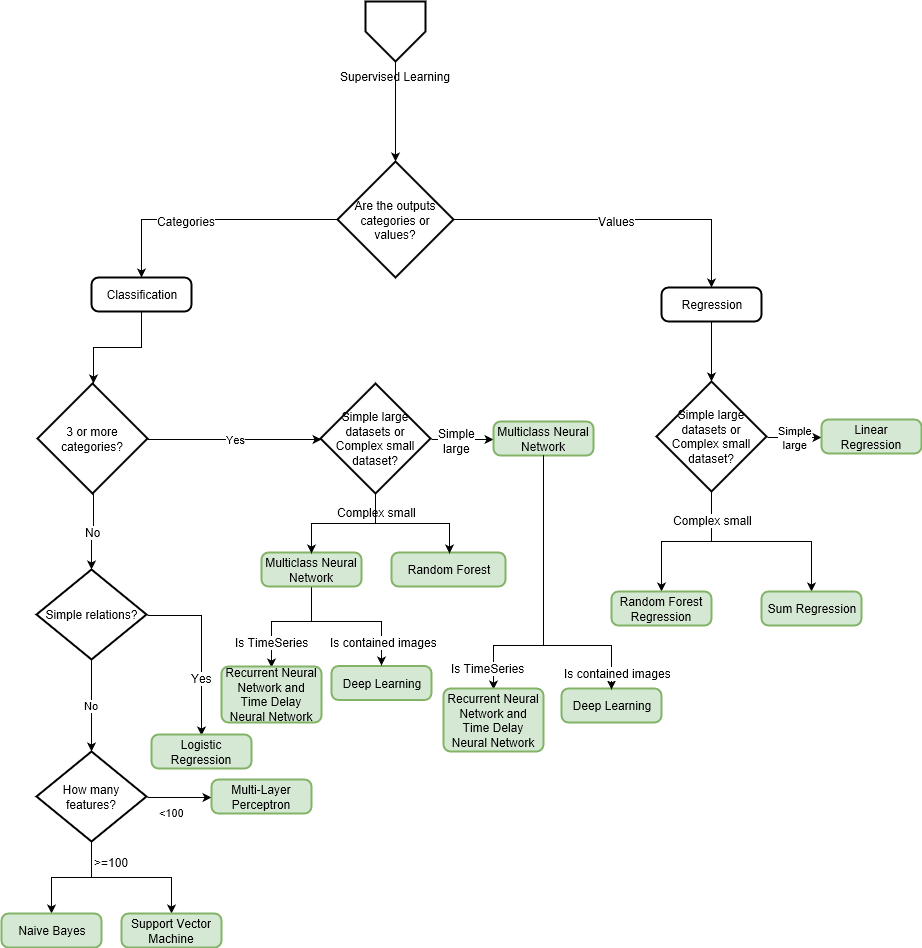 Supervised Learning
Are the outputs
categories or
values?
Categories
Values
Classification
Regression
3 or more
categories?
Yes
Simple large
datasets or
Complex small
dataset?
Simple
large
Multiclass Neural
Network
Simple large
datasets or
Complex small
dataset?
Simple
large
Linear
Regression
No
Complex small
Complex small
Multiclass Neural
Network
Random Forest
Random Forest
Regression
Sum Regression
Simple relations?
Yes
Is TimeSeries
Is contained images
Recurrent Neural
Network and
Time Delay
Neural Network
Deep Learning
Is TimeSeries
Is contained images
Recurrent Neural
Network and
Time Delay
Neural Network
Deep Learning
No
Logistic
Regression
How many
features?
<100
Multi-Layer
Perceptron
>=100
Naive Bayes
Support Vector
Machine